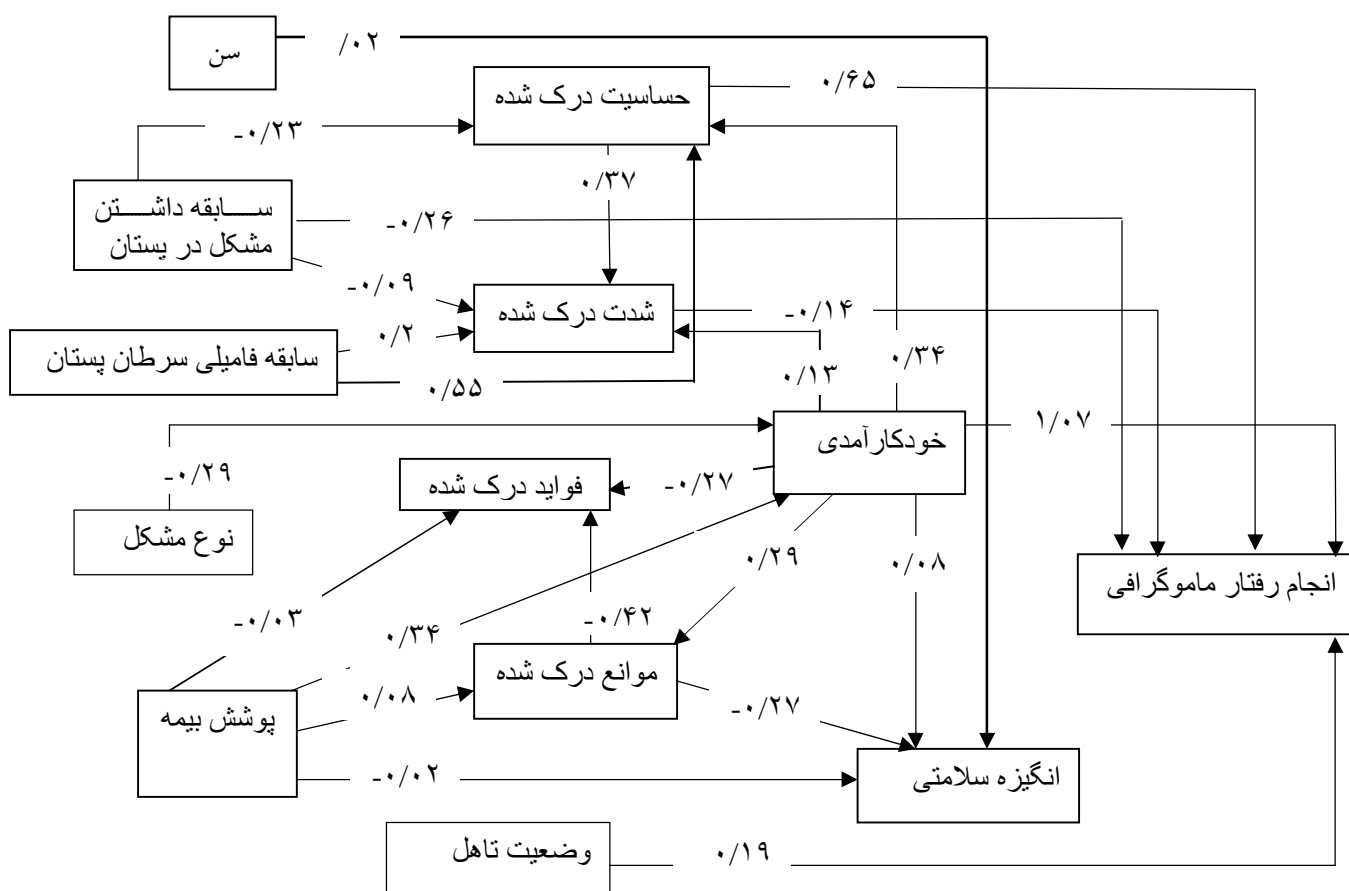 سن
/۰۲
حساسیت درک شده
۰/۶۵
-۰/۲۳
۰/۳۷
ســـابقه داشـــتن
مشکل در پستان
-۰/۲۶
-۰/۰۹
شدت درک شده
-۰/۱۴
۰/۲
سابقه فامیلی سرطان پستان
۰/۵۵
۰/۱۳
۰/۳۴
خودکارآمدی
۱/۰۷
-۰/۲۹
فواید درک شده
-۰/۲۷
نوع مشکل
۰/۲۹
۰/۰۸
انجام رفتار ماموگرافی
-۰/۰۳
۰/۳۴
-۰/۴۲
موانع درک شده
۰/۰۸
-۰/۲۷
پوشش بیمه
-۰/۰۲
انگیزه سلامتی
وضعیت تاهل
۰/۱۹